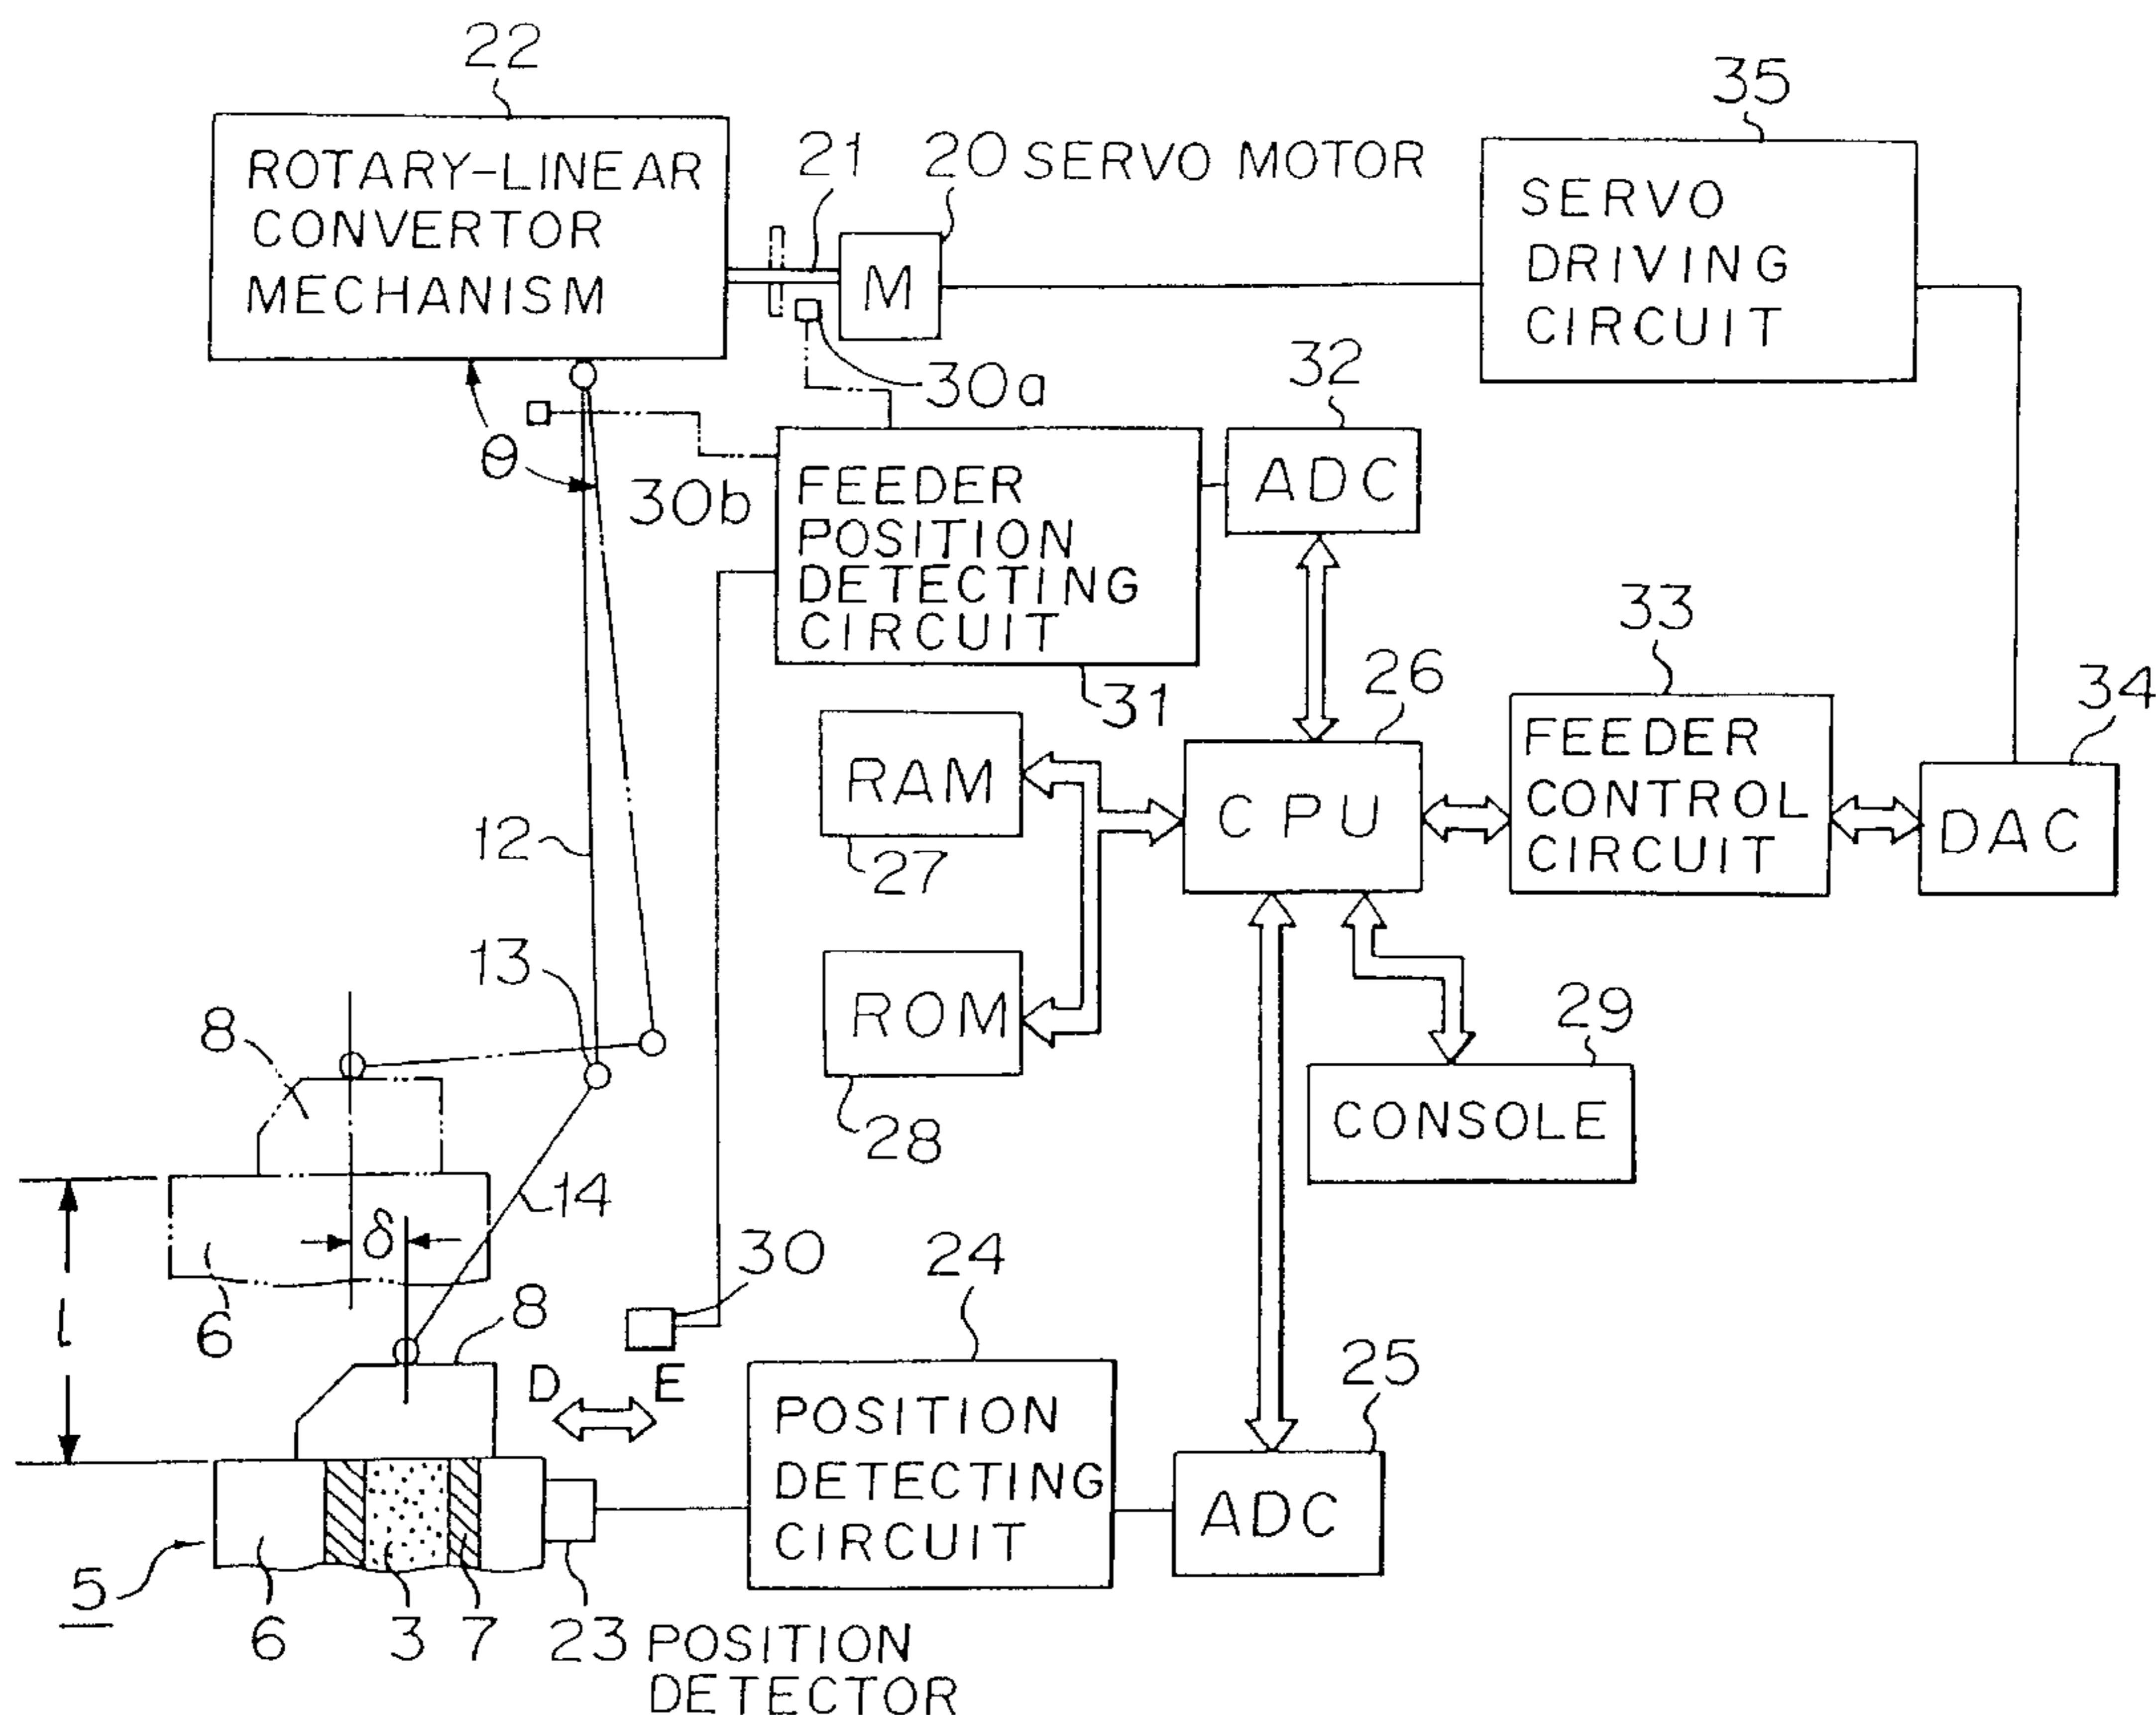 22
35
ROTARY-LINEAR
CONVERTOR
MECHANISM
21
20 SERVO MOTOR
SERVO
DRIVING
CIRCUIT
M
30a
32
θ
30b
FEEDER
POSITION
DETECTING
CIRCUIT
ADC
31
33
26
34
RAM
27
CPU
FEEDER
CONTROL
CIRCUIT
DAC
12
13
ROM
28
29
CONSOLE
8
14
δ
l
6
30
24
8
D
E
25
POSITION
DETECTING
CIRCUIT
ADC
5
6
3
7
23 POSITION
DETECTOR